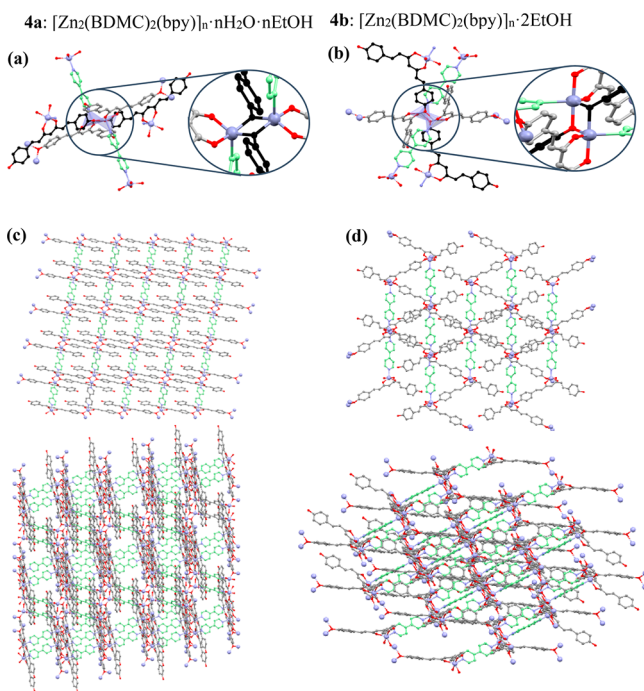 4a: [Zn₂(BDMC)₂(bpy)]ₙ·nH₂O·nEtOH
4b: [Zn₂(BDMC)₂(bpy)]ₙ·2EtOH
(a)
(b)
(c)
(d)